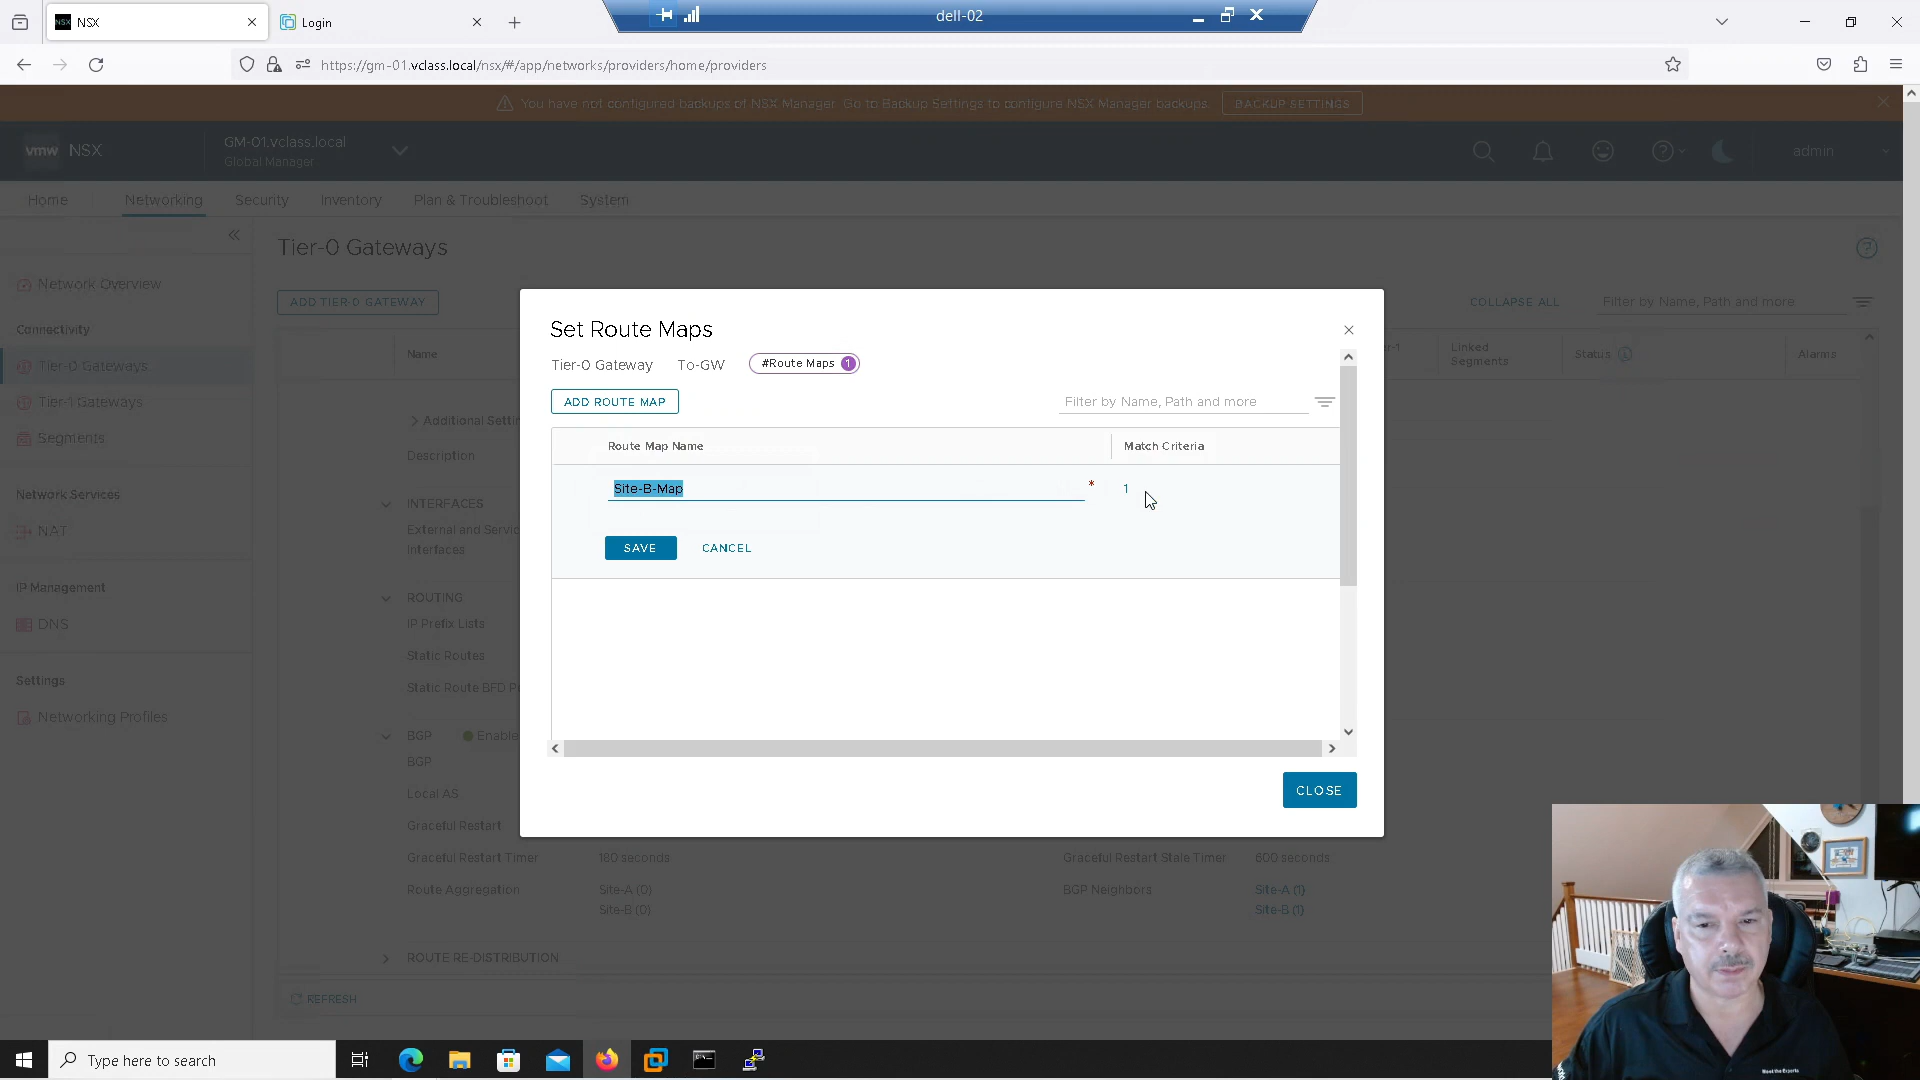 NSX
Login
dell-02
https://gm-01.vclass.local/nsx/#/app/networks/providers/home/providers
You have not configured backups of NSX Manager. Go to Backup Settings to configure NSX Manager backups.
BACKUP SETTINGS
vmw NSX
GM-01.vclass.local
Global Manager
admin
Home
Networking
Security
Inventory
Plan & Troubleshoot
System
Tier-0 Gateways
Network Overview
ADD TIER-0 GATEWAY
COLLAPSE ALL
Filter by Name, Path and more
Connectivity
Name
Linked
Segments
Status
Alarms
Tier-0 Gateways
Tier-1 Gateways
Segments
Network Services
NAT
IP Management
DNS
Settings
Networking Profiles
Description
INTERFACES
Interfaces
ROUTING
IP Prefix Lists
Static Routes
BGP
BGP
Local AS
Graceful Restart
Graceful Restart Timer
180 seconds
Graceful Restart Stale Timer
600 seconds
Route Aggregation
Site-A (0)
Site-B (0)
BGP Neighbors
Site-A (1)
Site-B (1)
ROUTE RE-DISTRIBUTION
REFRESH
Set Route Maps
Tier-0 Gateway
To-GW
#Route Maps 1
ADD ROUTE MAP
Filter by Name, Path and more
Route Map Name
Match Criteria
Site-B-Map
*
1
SAVE
CANCEL
CLOSE
Type here to search